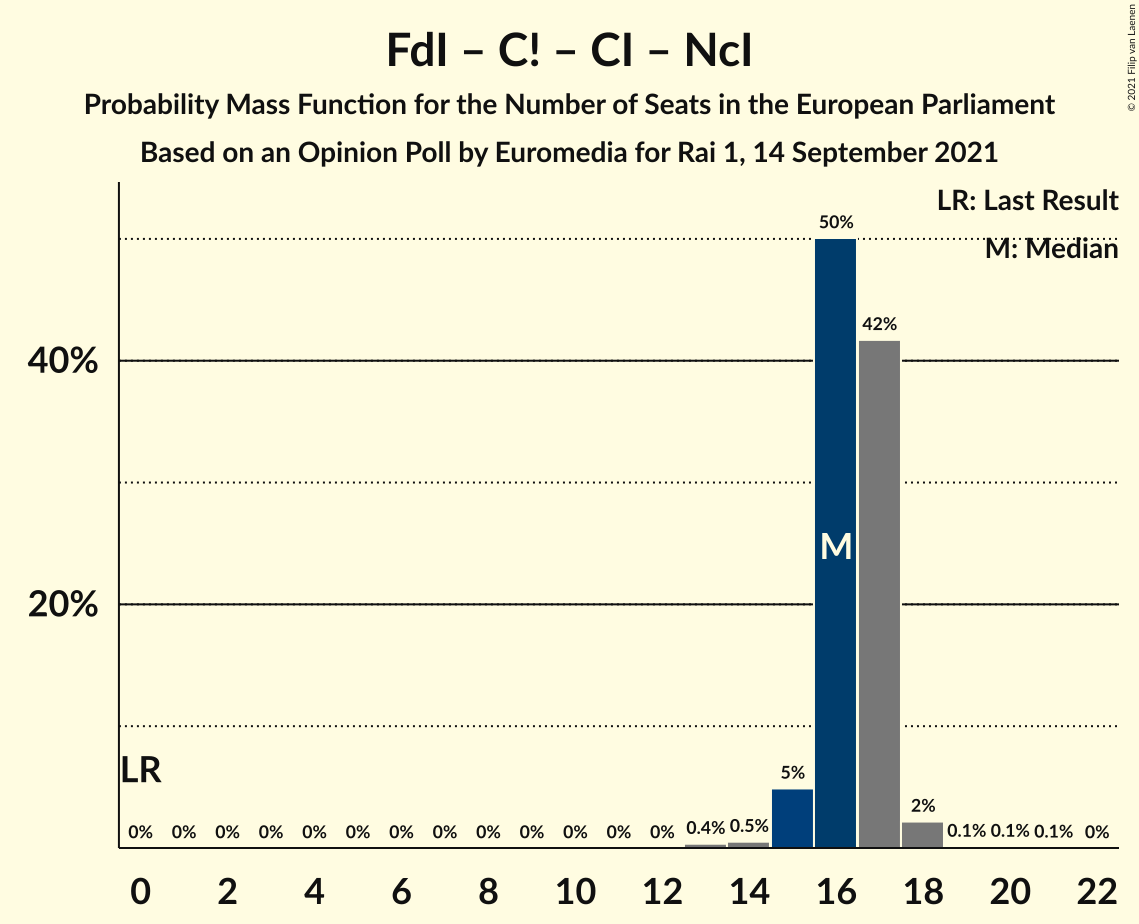 FdI – C! – CI – NcI
Probability Mass Function for the Number of Seats in the European Parliament
Based on an Opinion Poll by Euromedia for Rai 1, 14 September 2021
© 2021 Filip van Laenen
LR: Last Result
M: Median
50%
42%
40%
M
20%
LR
5%
2%
0% 0% 0% 0% 0% 0% 0% 0% 0% 0% 0% 0% 0% 0.4% 0.5% 0.1% 0.1% 0.1% 0%
0 2 4 6 8 10 12 14 16 18 20 22